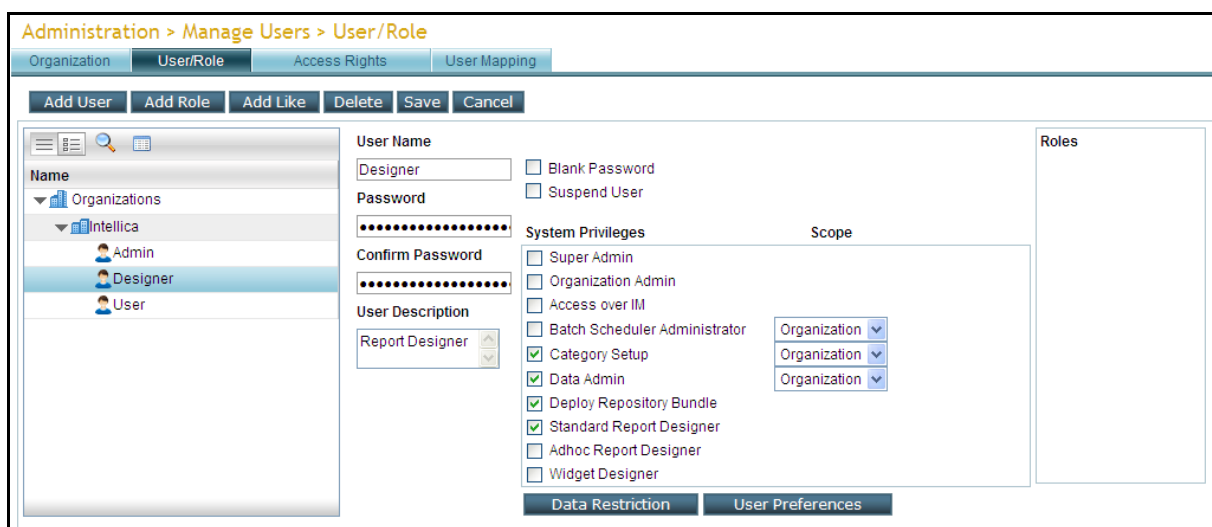 Administration > Manage Users > User/Role
Organization
User/Role
Access Rights
User Mapping
Add User
Add Role
Add Like
Delete
Save
Cancel
Name
Organizations
Intellica
Admin
Designer
User
User Name
Designer
Password
••••••••••••••••••
Confirm Password
••••••••••••••••••
User Description
Report Designer
Blank Password
Suspend User
System Privileges
Scope
Super Admin
Organization Admin
Access over IM
Batch Scheduler Administrator
Organization
Category Setup
Organization
Data Admin
Organization
Deploy Repository Bundle
Standard Report Designer
Adhoc Report Designer
Widget Designer
Data Restriction
User Preferences
Roles